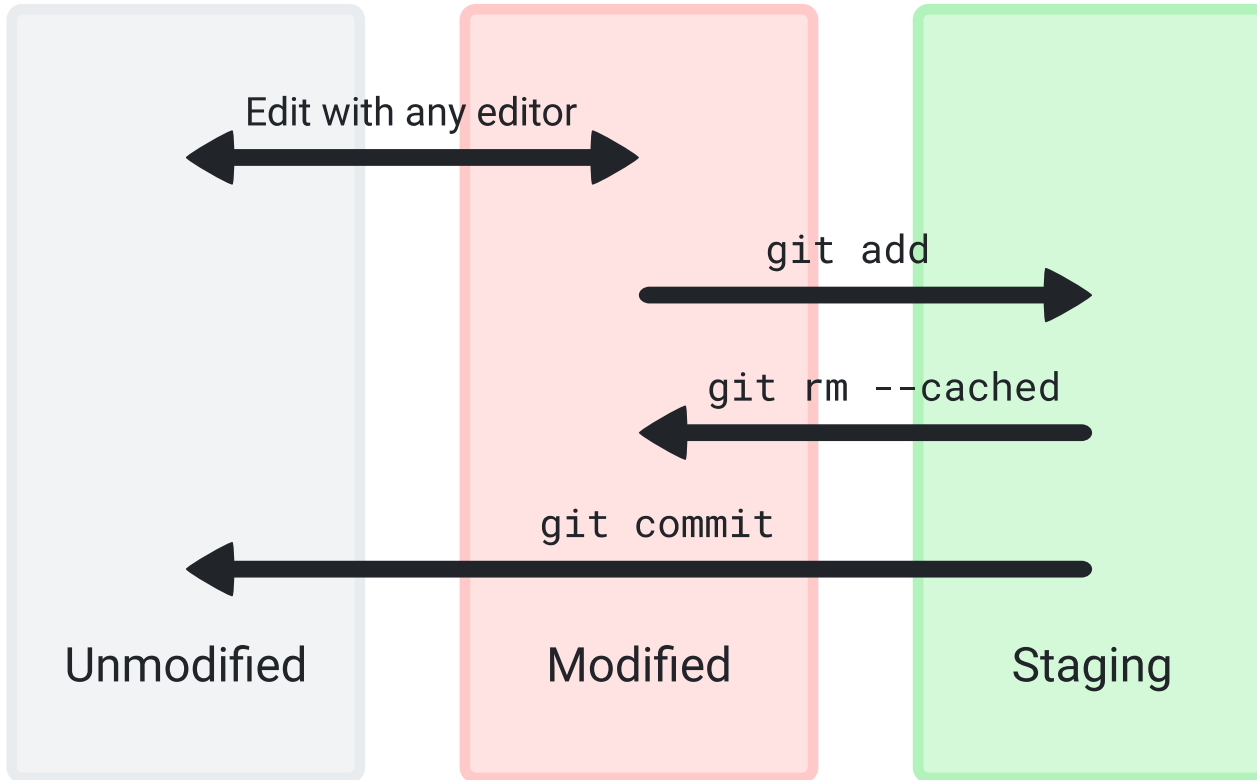 Edit with any editor
git add
git rm --cached
git commit
Unmodified
Modified
Staging